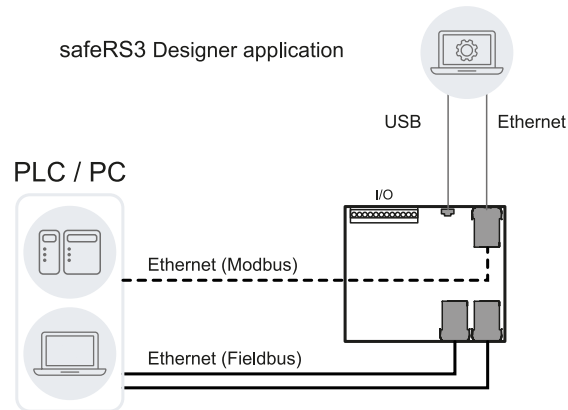 safeRS3 Designer application
USB
Ethernet
PLC / PC
I/O
Ethernet (Modbus)
Ethernet (Fieldbus)